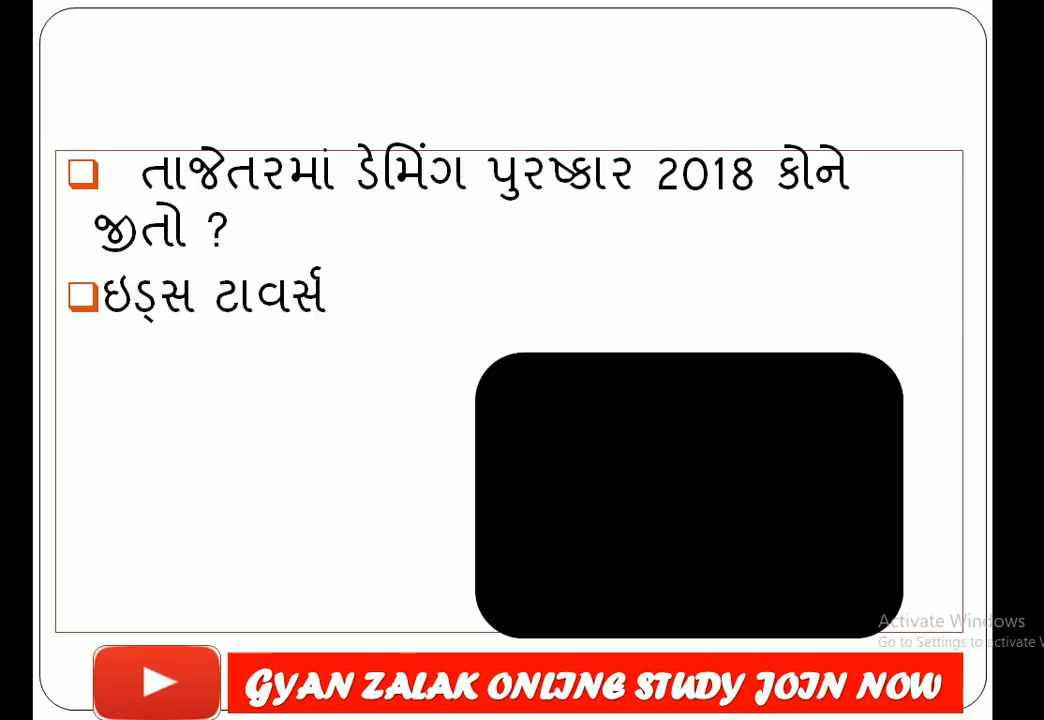 તાજેતરમાં ડેમિંગ પુરષ્કાર 2018 કોને
જીતો ?
ઇડ્સ ટાવર્સ
Activate Windows
Go to Settings to activate W
GYAN ZALAK ONLINE STUDY JOIN NOW